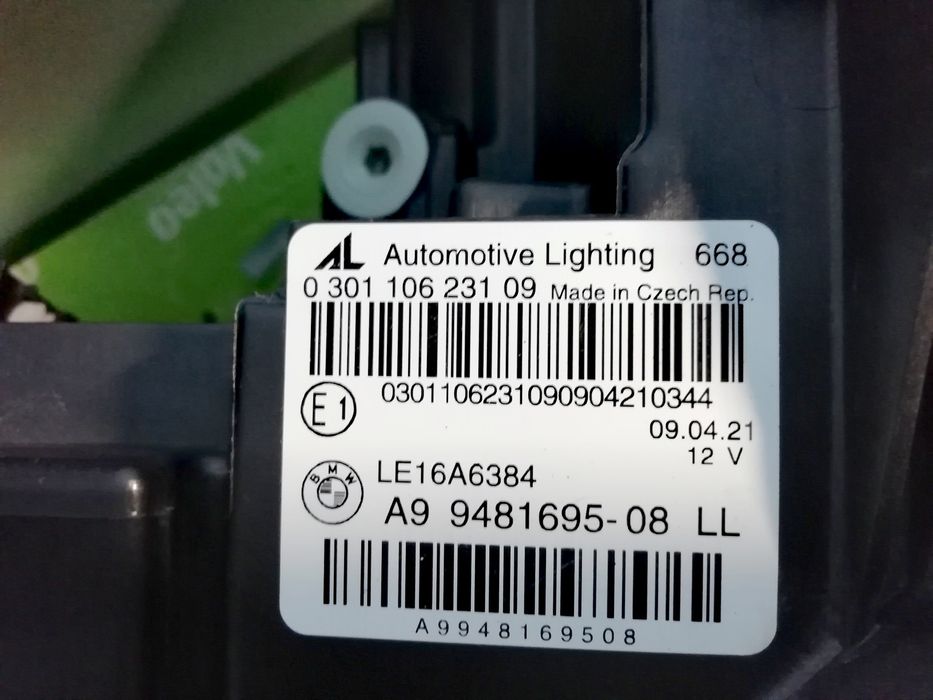 Valeo
AL Automotive Lighting 668
0 301 106 231 09 Made in Czech Rep.
0301106231090904210344
E1
09.04.21
12 V
BMW
LE16A6384
A9 9481695-08 LL
A9948169508